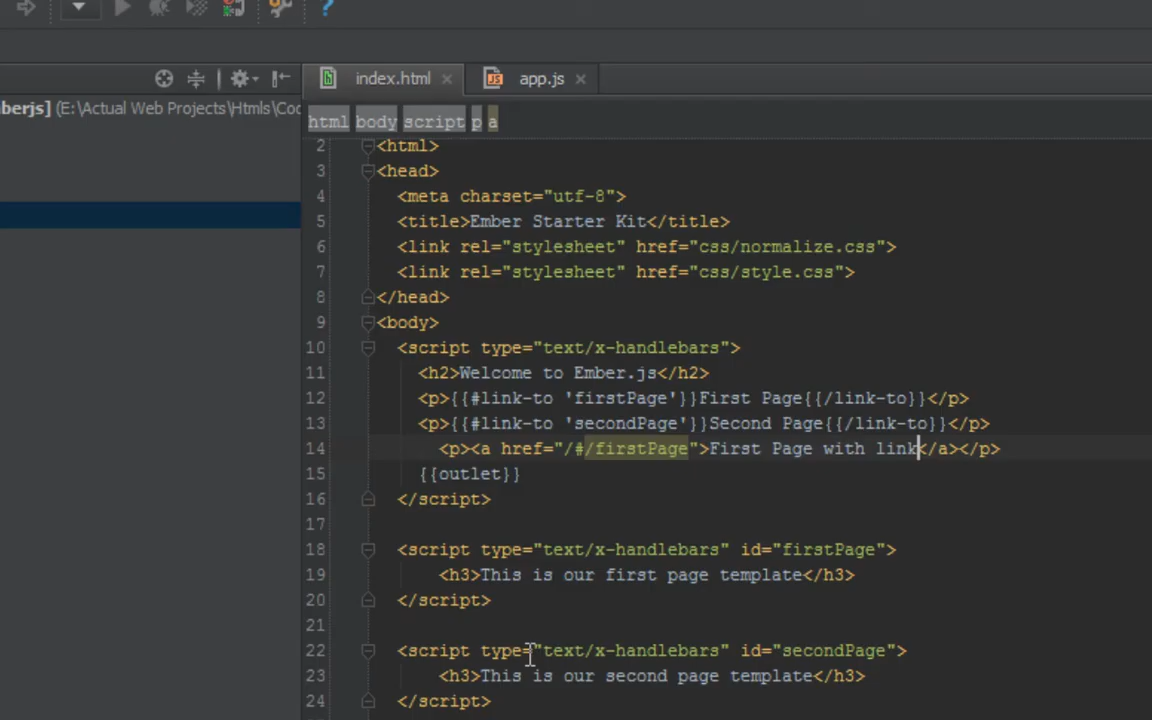 index.html
app.js
berjs] (E:\Actual Web Projects\Htmls\Coc
html body script p a
2 <html>
3 <head>
4 <meta charset="utf-8">
5 <title>Ember Starter Kit</title>
6 <link rel="stylesheet" href="css/normalize.css">
7 <link rel="stylesheet" href="css/style.css">
8 </head>
9 <body>
10 <script type="text/x-handlebars">
11 <h2>Welcome to Ember.js</h2>
12 <p>{{#link-to 'firstPage'}}First Page{{/link-to}}</p>
13 <p>{{#link-to 'secondPage'}}Second Page{{/link-to}}</p>
14 <p><a href="/#/firstPage">First Page with link</a></p>
15 {{outlet}}
16 </script>
17
18 <script type="text/x-handlebars" id="firstPage">
19 <h3>This is our first page template</h3>
20 </script>
21
22 <script type="text/x-handlebars" id="secondPage">
23 <h3>This is our second page template</h3>
24 </script>